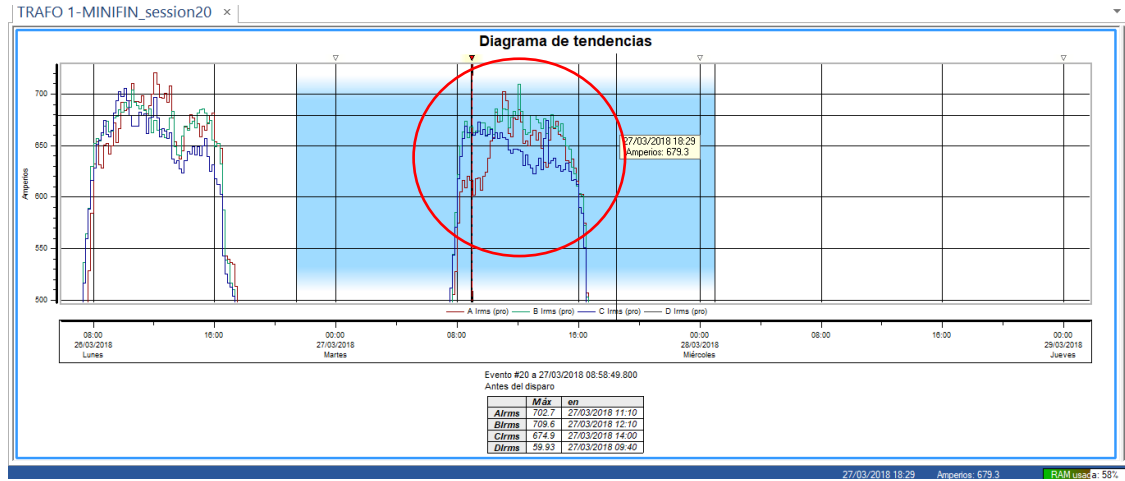 TRAFO 1-MINIFIN_session20 ×
Diagrama de tendencias
700
650
600
550
500
Amperios
27/03/2018 18:29
Amperios: 679.3
A Irms (pro) B Irms (pro) C Irms (pro) D Irms (pro)
08:00 16:00 00:00 08:00 16:00 00:00 08:00 16:00 00:00
26/03/2018 27/03/2018 28/03/2018 29/03/2018
Lunes Martes Miércoles Jueves
Evento #20 a 27/03/2018 08:58:49.800
Antes del disparo
Máx en
AIrms 702.7 27/03/2018 11:10
BIrms 709.6 27/03/2018 12:10
CIrms 674.9 27/03/2018 14:00
DIrms 59.93 27/03/2018 09:40
27/03/2018 18:29 Amperios: 679.3 RAM usada: 58%